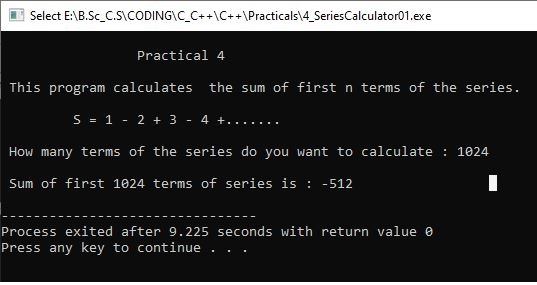 Select E:\B.Sc_C.S\CODING\C_C++\C++\Practicals\4_SeriesCalculator01.exe
Practical 4
This program calculates  the sum of first n terms of the series.
S = 1 - 2 + 3 - 4 +.......
How many terms of the series do you want to calculate : 1024
Sum of first 1024 terms of series is : -512
--------------------------------
Process exited after 9.225 seconds with return value 0
Press any key to continue . . .